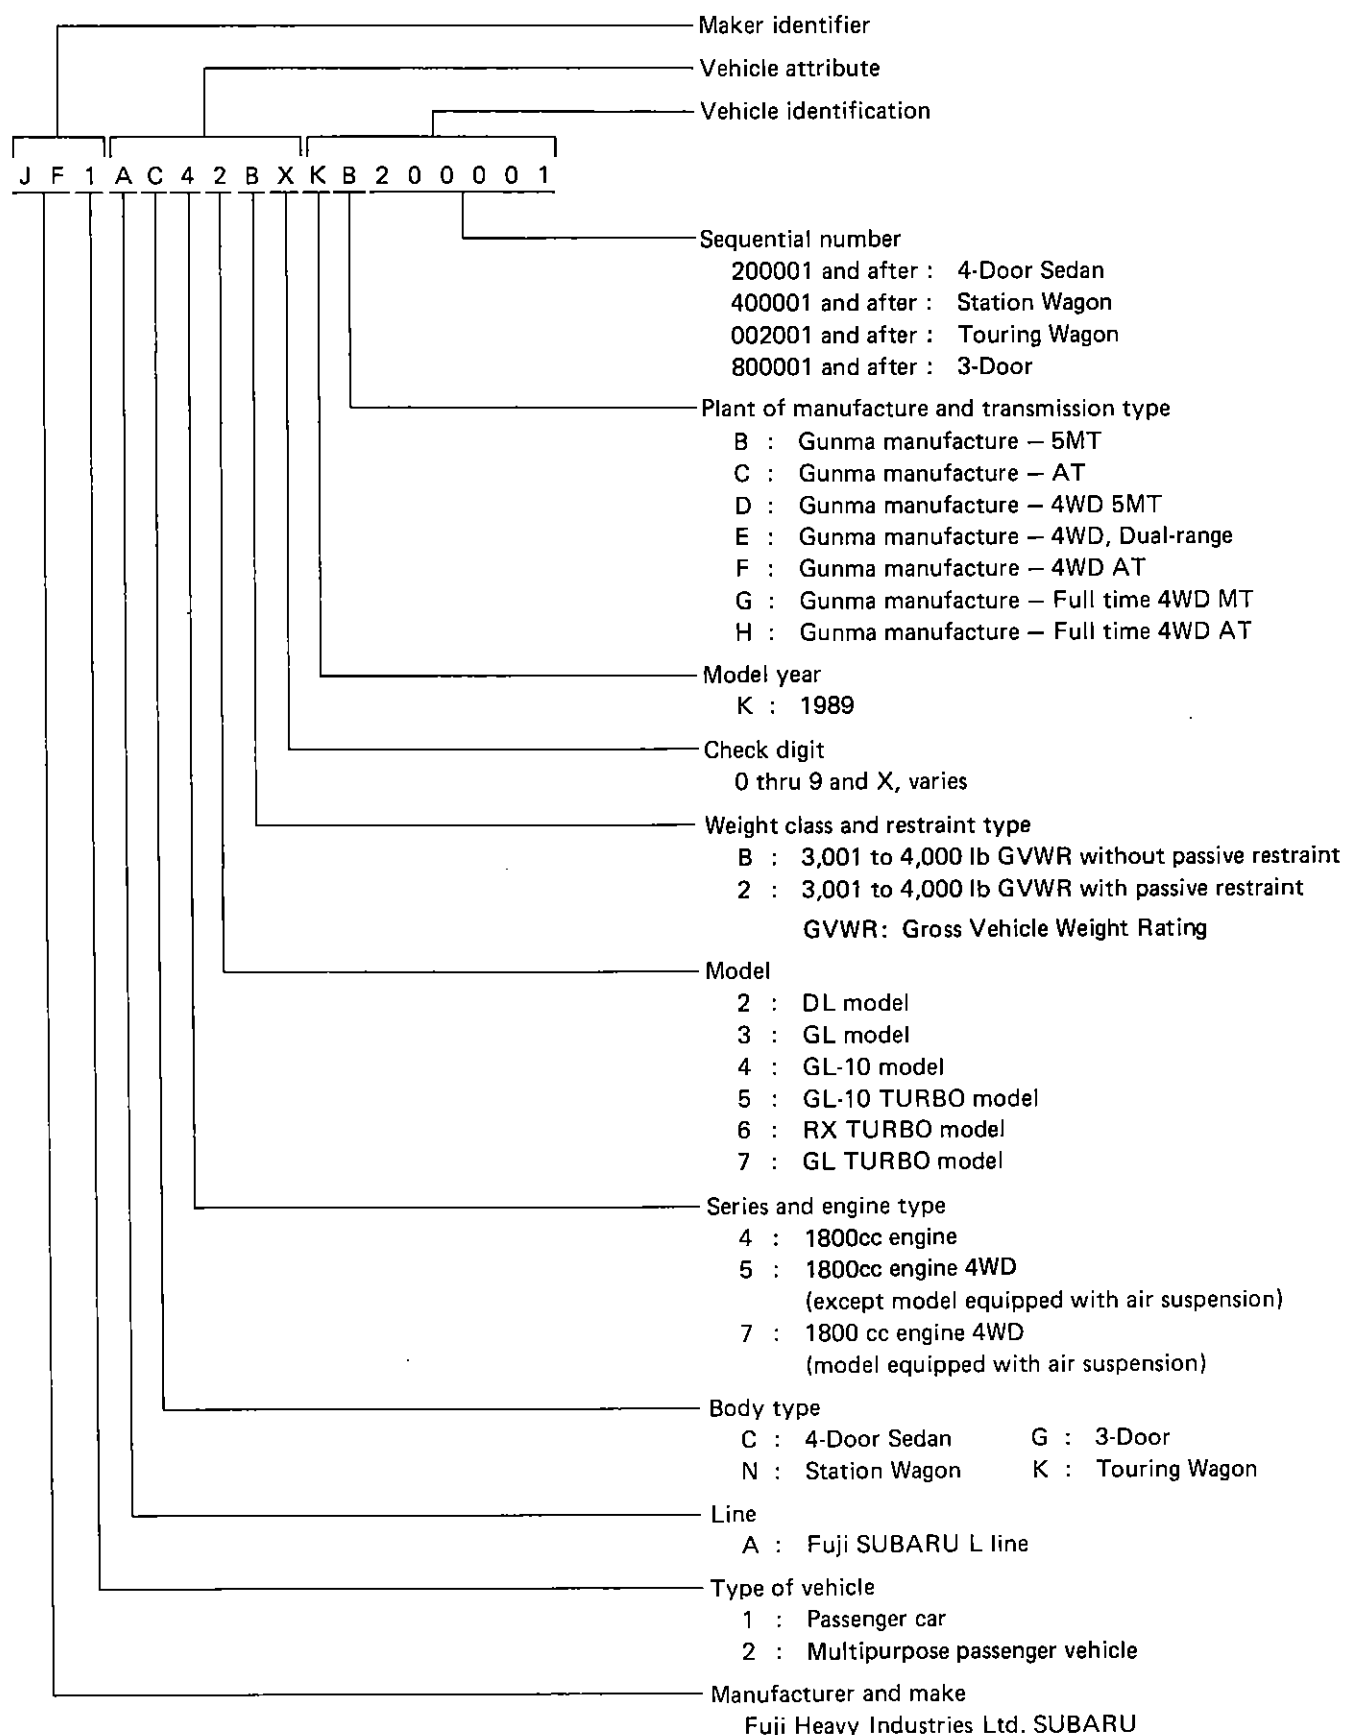 Maker identifier
Vehicle attribute
Vehicle identification
J F 1 A C 4 2 B X K B 2 0 0 0 0 1
Sequential number
200001 and after : 4-Door Sedan
400001 and after : Station Wagon
002001 and after : Touring Wagon
800001 and after : 3-Door
Plant of manufacture and transmission type
B : Gunma manufacture – 5MT
C : Gunma manufacture – AT
D : Gunma manufacture – 4WD 5MT
E : Gunma manufacture – 4WD, Dual-range
F : Gunma manufacture – 4WD AT
G : Gunma manufacture – Full time 4WD MT
H : Gunma manufacture – Full time 4WD AT
Model year
K : 1989
Check digit
0 thru 9 and X, varies
Weight class and restraint type
B : 3,001 to 4,000 lb GVWR without passive restraint
2 : 3,001 to 4,000 lb GVWR with passive restraint
GVWR: Gross Vehicle Weight Rating
Model
2 : DL model
3 : GL model
4 : GL-10 model
5 : GL-10 TURBO model
6 : RX TURBO model
7 : GL TURBO model
Series and engine type
4 : 1800cc engine
5 : 1800cc engine 4WD
(except model equipped with air suspension)
7 : 1800 cc engine 4WD
(model equipped with air suspension)
Body type
C : 4-Door Sedan G : 3-Door
N : Station Wagon K : Touring Wagon
Line
A : Fuji SUBARU L line
Type of vehicle
1 : Passenger car
2 : Multipurpose passenger vehicle
Manufacturer and make
Fuji Heavy Industries Ltd. SUBARU